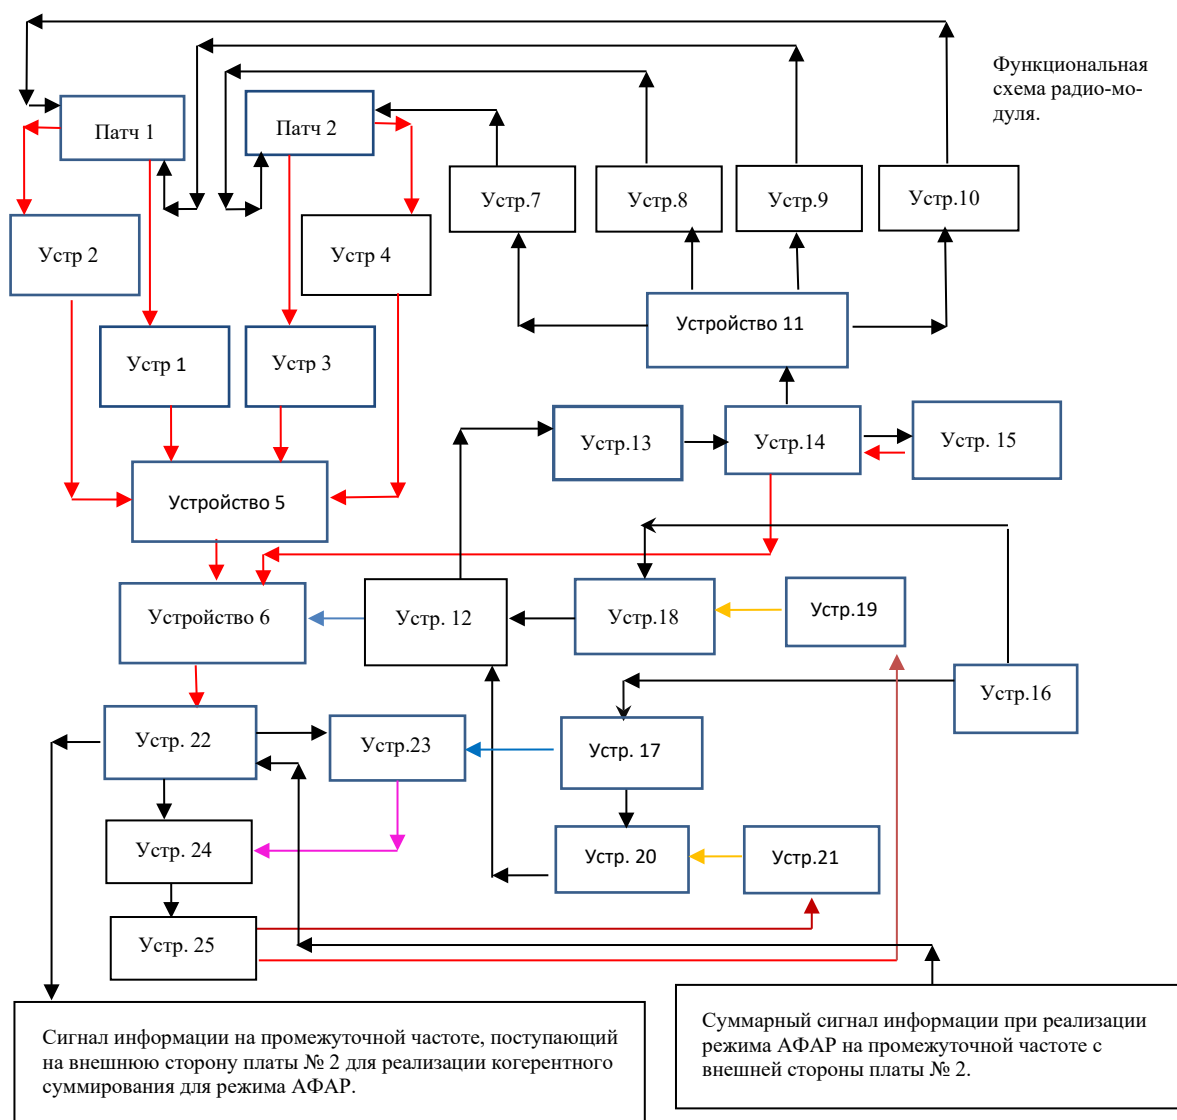 Функциональная
схема радио-мо-
дуля.
Патч 1
Патч 2
Устр.7
Устр.8
Устр.9
Устр.10
Устр 2
Устр 4
Устройство 11
Устр 1
Устр 3
Устр.13
Устр.14
Устр. 15
Устройство 5
Устройство 6
Устр. 12
Устр.18
Устр.19
Устр.16
Устр. 22
Устр.23
Устр. 17
Устр. 24
Устр. 20
Устр.21
Устр. 25
Сигнал информации на промежуточной частоте, поступающий
на внешнюю сторону платы № 2 для реализации когерентного
суммирования для режима АФАР.
Суммарный сигнал информации при реализации
режима АФАР на промежуточной частоте с
внешней стороны платы № 2.